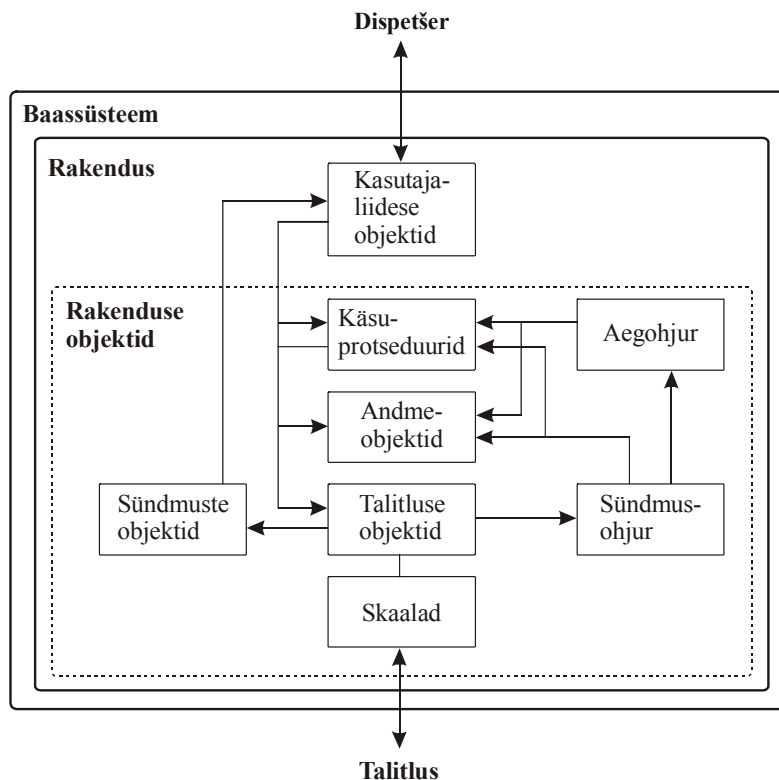 Dispetšer
Baassüsteem
Rakendus
Kasutaja-
liidese
objektid
Rakenduse
objektid
Käsu-
protseduurid
Aegohjur
Andme-
objektid
Sündmuste
objektid
Talitluse
objektid
Sündmus-
ohjur
Skaalad
Talitlus